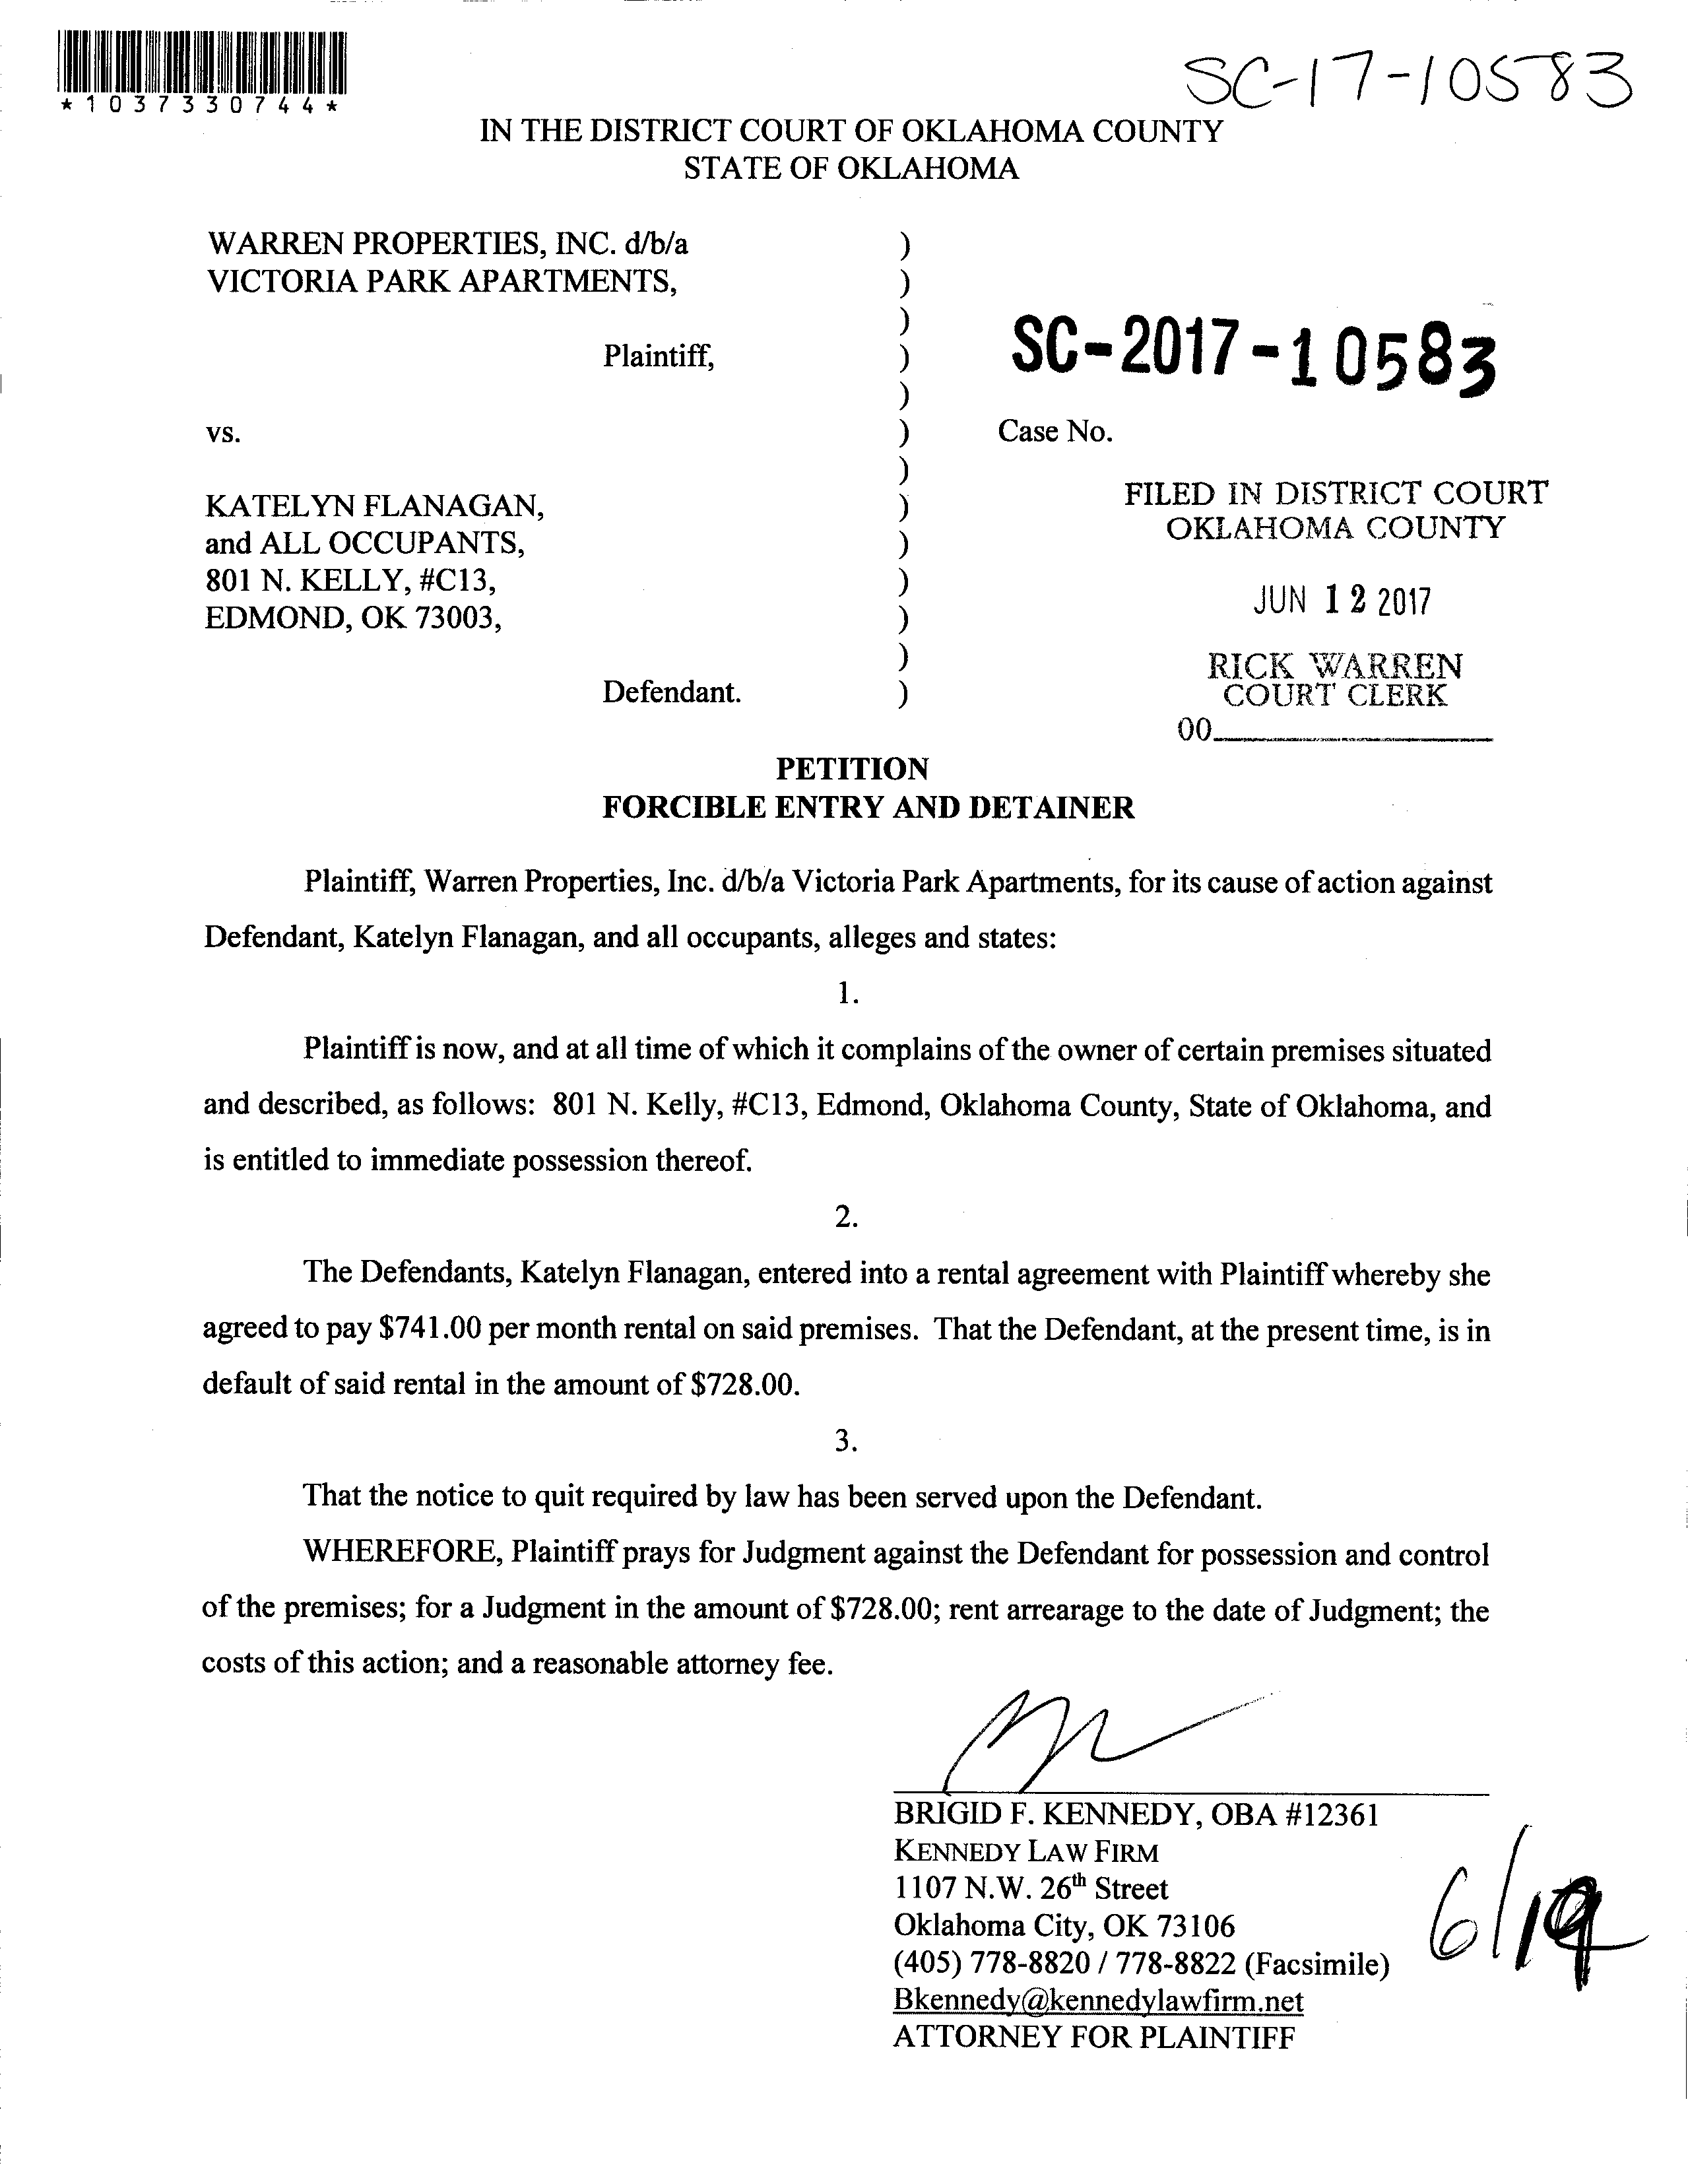 *1037330744*
SC-17-10583
IN THE DISTRICT COURT OF OKLAHOMA COUNTY
STATE OF OKLAHOMA
WARREN PROPERTIES, INC. d/b/a )
VICTORIA PARK APARTMENTS, )
)
Plaintiff, )
SC-2017-10583
)
vs. ) Case No.
)
KATELYN FLANAGAN, )
and ALL OCCUPANTS, )
801 N. KELLY, #C13, )
EDMOND, OK 73003, )
)
Defendant. )
FILED IN DISTRICT COURT
OKLAHOMA COUNTY
JUN 12 2017
RICK WARREN
COURT CLERK
00
PETITION
FORCIBLE ENTRY AND DETAINER
Plaintiff, Warren Properties, Inc. d/b/a Victoria Park Apartments, for its cause of action against
Defendant, Katelyn Flanagan, and all occupants, alleges and states:
1.
Plaintiff is now, and at all time of which it complains of the owner of certain premises situated
and described, as follows: 801 N. Kelly, #C13, Edmond, Oklahoma County, State of Oklahoma, and
is entitled to immediate possession thereof.
2.
The Defendants, Katelyn Flanagan, entered into a rental agreement with Plaintiff whereby she
agreed to pay $741.00 per month rental on said premises. That the Defendant, at the present time, is in
default of said rental in the amount of $728.00.
3.
That the notice to quit required by law has been served upon the Defendant.
WHEREFORE, Plaintiff prays for Judgment against the Defendant for possession and control
of the premises; for a Judgment in the amount of $728.00; rent arrearage to the date of Judgment; the
costs of this action; and a reasonable attorney fee.
BRIGID F. KENNEDY, OBA #12361
KENNEDY LAW FIRM
1107 N.W. 26th Street
Oklahoma City, OK 73106
(405) 778-8820 / 778-8822 (Facsimile)
Bkennedy@kennedylawfirm.net
ATTORNEY FOR PLAINTIFF